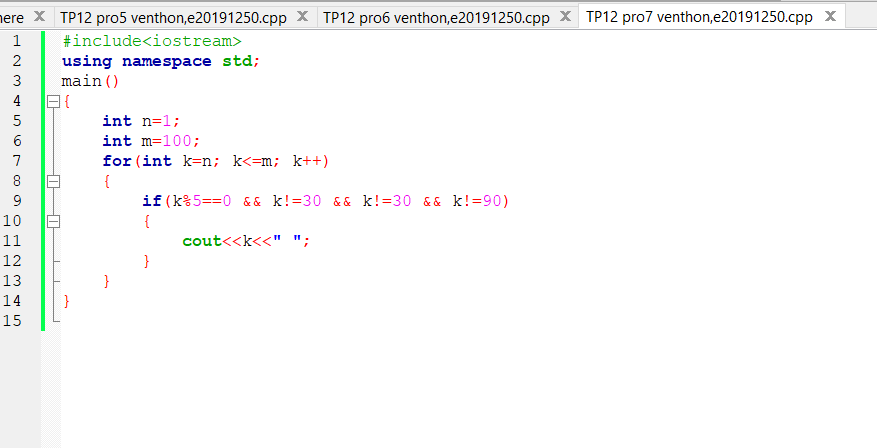 here X TP12 pro5 venthon,e20191250.cpp X TP12 pro6 venthon,e20191250.cpp X TP12 pro7 venthon,e20191250.cpp X
1 #include<iostream>
2 using namespace std;
3 main()
4 {
5 int n=1;
6 int m=100;
7 for(int k=n; k<=m; k++)
8 {
9 if(k%5==0 && k!=30 && k!=30 && k!=90)
10 {
11 cout<<k<<" ";
12 }
13 }
14 }
15